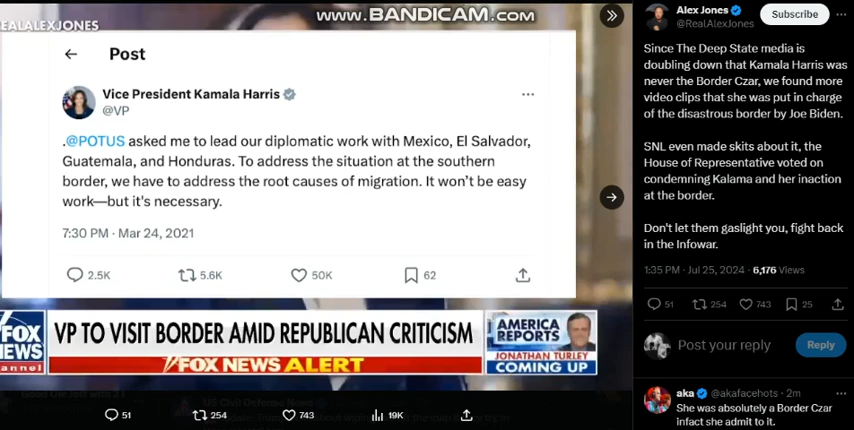 REALALEXJONES
www.BANDICAM.com
Post
Vice President Kamala Harris
@VP
.@POTUS asked me to lead our diplomatic work with Mexico, El Salvador,
Guatemala, and Honduras. To address the situation at the southern
border, we have to address the root causes of migration. It won't be easy
work—but it's necessary.
7:30 PM · Mar 24, 2021
2.5K
5.6K
50K
62
FOX
NEWS
channel
VP TO VISIT BORDER AMID REPUBLICAN CRITICISM
FOX NEWS ALERT
AMERICA
REPORTS
JONATHAN TURLEY
COMING UP
51
254
743
19K
Alex Jones
@RealAlexJones
Subscribe
Since The Deep State media is
doubling down that Kamala Harris was
never the Border Czar, we found more
video clips that she was put in charge
of the disastrous border by Joe Biden.
SNL even made skits about it, the
House of Representative voted on
condemning Kalama and her inaction
at the border.
Don't let them gaslight you, fight back
in the Infowar.
1:35 PM · Jul 25, 2024 · 6,176 Views
51
254
743
25
Post your reply
Reply
aka @akafacehots · 2m
She was absolutely a Border Czar
infact she admit to it.